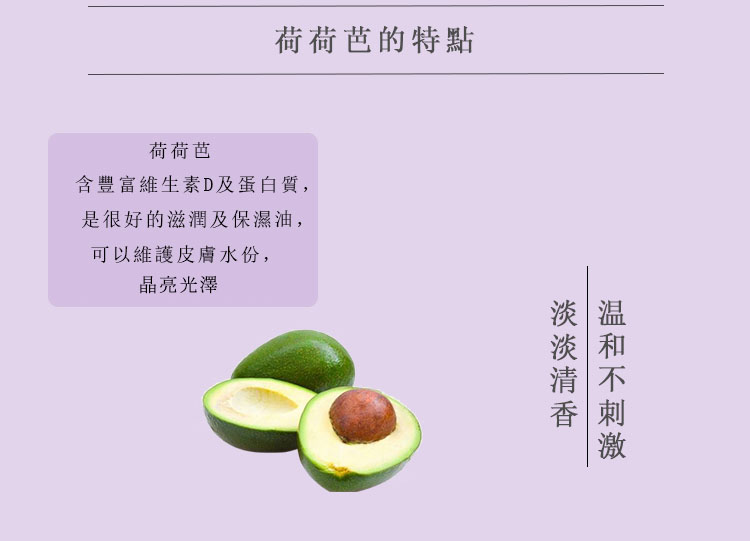 荷荷芭的特點
荷荷芭
含豐富維生素D及蛋白質，
是很好的滋潤及保濕油，
可以維護皮膚水份，
晶亮光澤
温和不刺激
淡淡清香